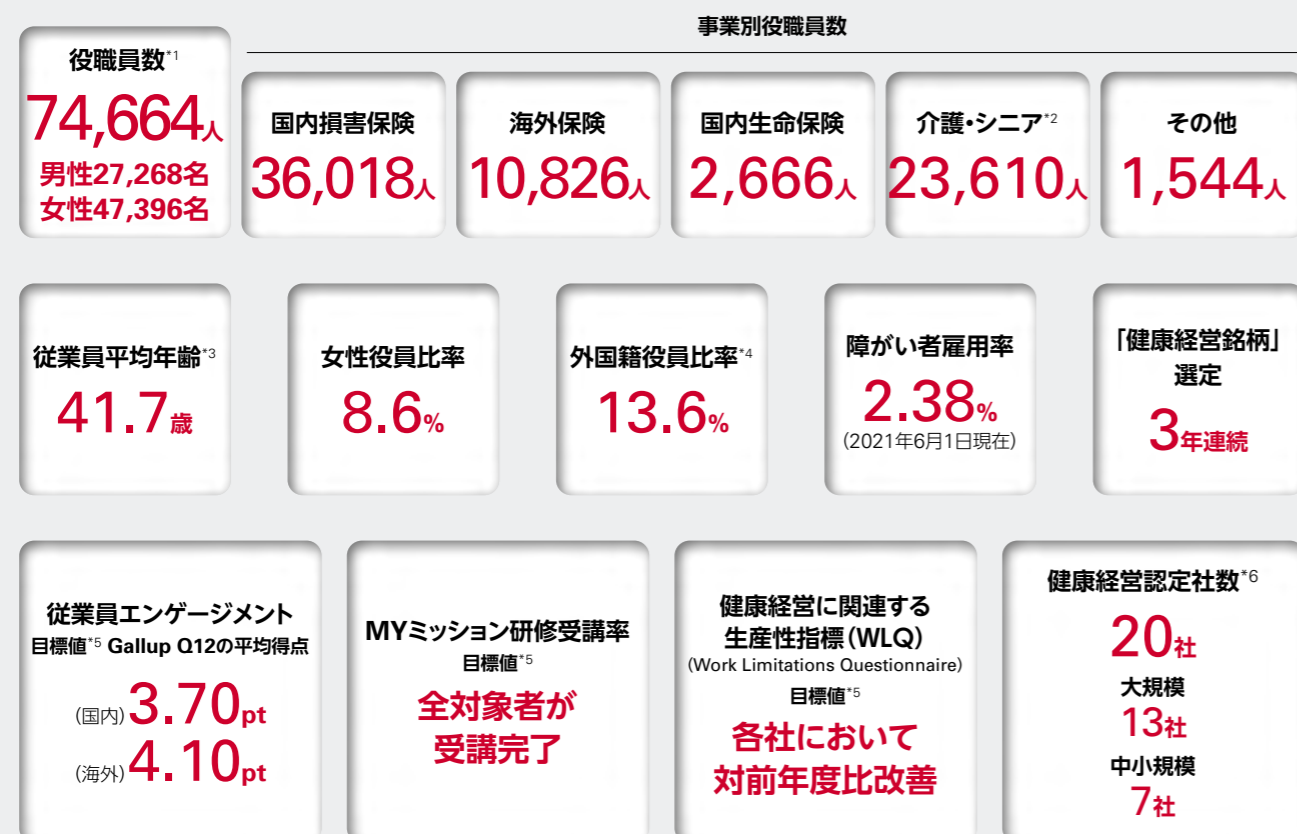 事業別役職員数
役職員数*1
74,664人
男性27,268名
女性47,396名
国内損害保険
36,018人
海外保険
10,826人
国内生命保険
2,666人
介護・シニア*2
23,610人
その他
1,544人
従業員平均年齢*3
41.7歳
女性役員比率
8.6%
外国籍役員比率*4
13.6%
障がい者雇用率
2.38%
(2021年6月1日現在)
「健康経営銘柄」
選定
3年連続
従業員エンゲージメント
目標値*5 Gallup Q12の平均得点
(国内)3.70pt
(海外)4.10pt
MYミッション研修受講率
目標値*5
全対象者が
受講完了
健康経営に関連する
生産性指標(WLQ)
(Work Limitations Questionnaire)
目標値*5
各社において
対前年度比改善
健康経営認定社数*6
20社
大規模
13社
中小規模
7社